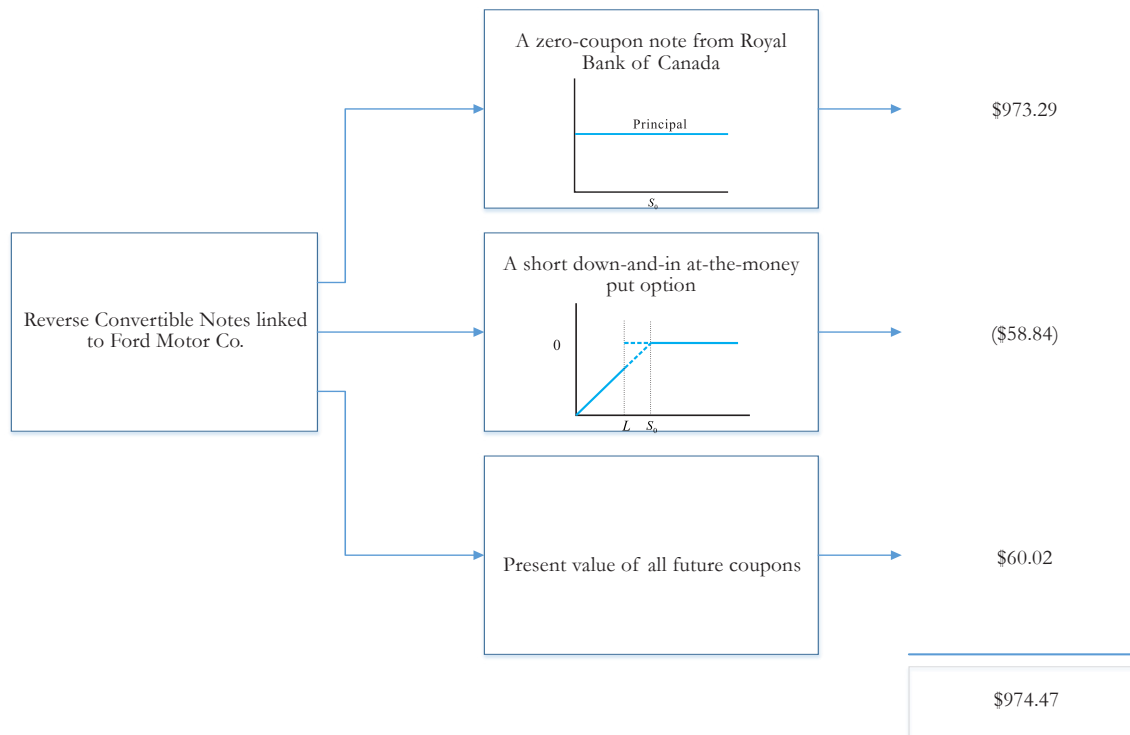 A zero-coupon note from Royal
Bank of Canada
Principal
S₀
$973.29
Reverse Convertible Notes linked
to Ford Motor Co.
A short down-and-in at-the-money
put option
0
L S₀
($58.84)
Present value of all future coupons
$60.02
$974.47